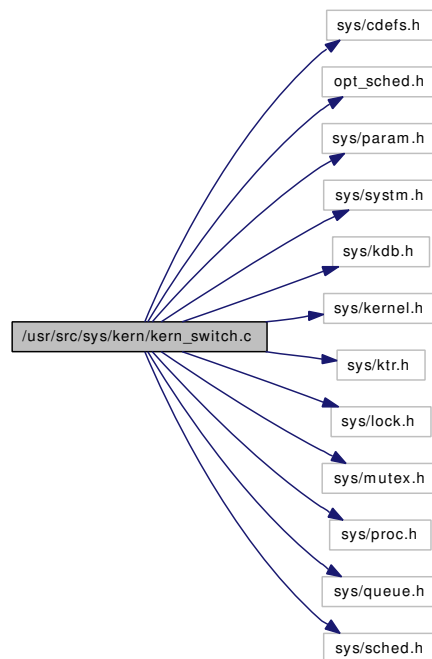 sys/cdefs.h
opt_sched.h
sys/param.h
sys/systm.h
sys/kdb.h
sys/kernel.h
/usr/src/sys/kern/kern_switch.c
sys/ktr.h
sys/lock.h
sys/mutex.h
sys/proc.h
sys/queue.h
sys/sched.h